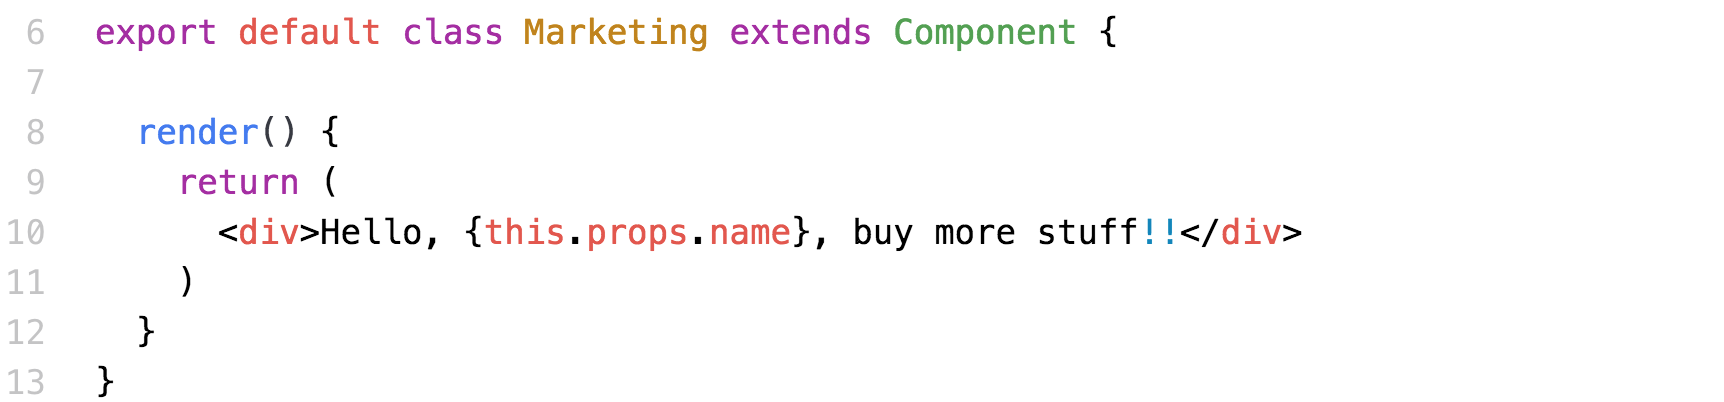 6 export default class Marketing extends Component {
7
8   render() {
9     return (
10       <div>Hello, {this.props.name}, buy more stuff!!</div>
11     )
12   }
13 }